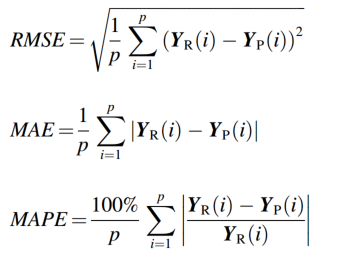 RMSE = \sqrt{\frac{1}{p} \sum_{i=1}^{p} (Y_R(i) − Y_P(i))^2}
MAE = \frac{1}{p} \sum_{i=1}^{p} |Y_R(i) − Y_P(i)|
MAPE = \frac{100\%}{p} \sum_{i=1}^{p} \left|\frac{Y_R(i) − Y_P(i)}{Y_R(i)}\right|